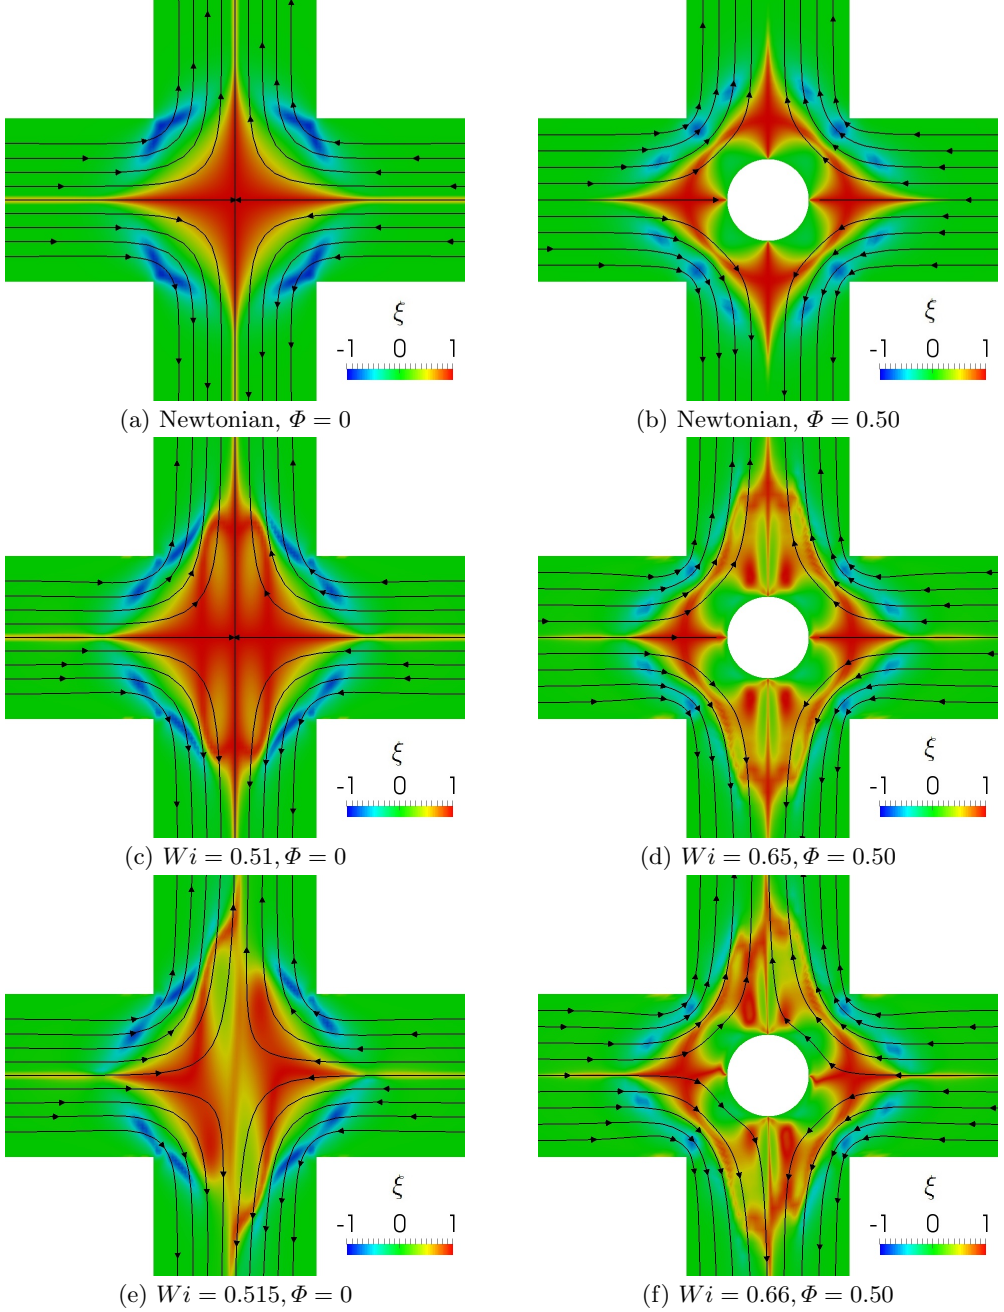 ξ
-1 0 1
ξ
-1 0 1
(a) Newtonian, Φ = 0
(b) Newtonian, Φ = 0.50
ξ
-1 0 1
ξ
-1 0 1
(c) Wi = 0.51, Φ = 0
(d) Wi = 0.65, Φ = 0.50
ξ
-1 0 1
ξ
-1 0 1
(e) Wi = 0.515, Φ = 0
(f) Wi = 0.66, Φ = 0.50